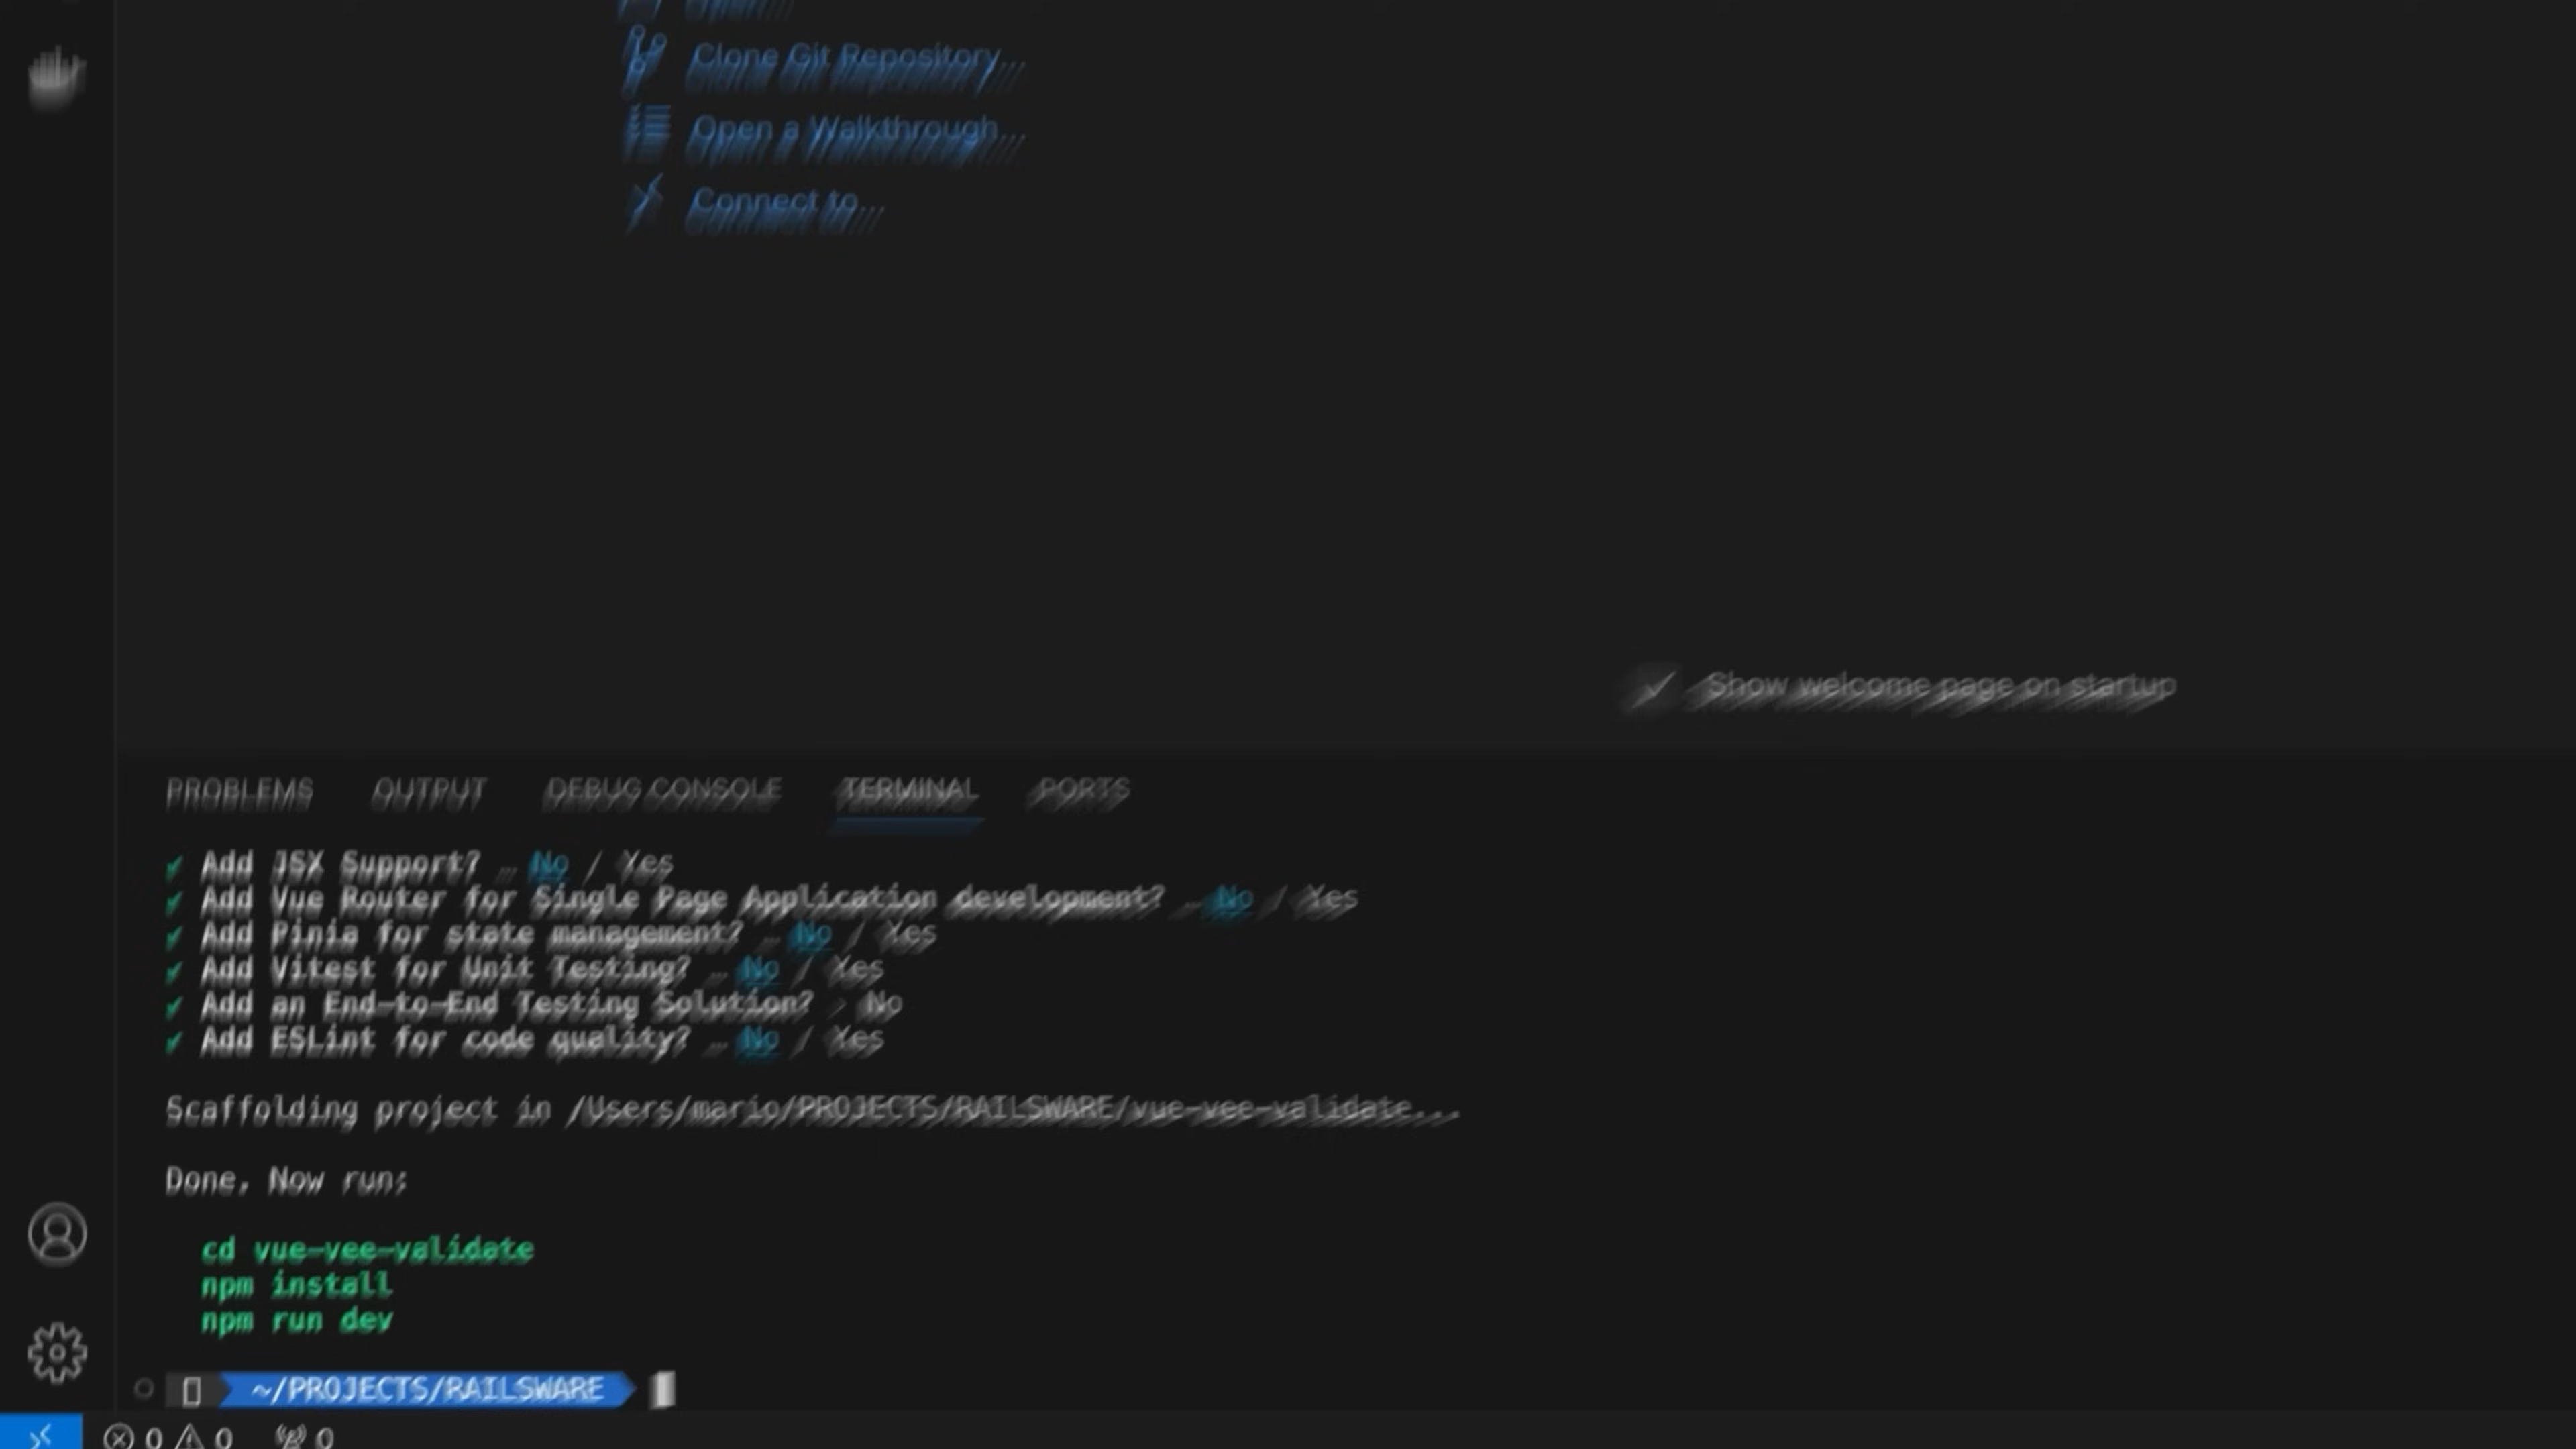 Clone Git Repository...
Open a Walkthrough...
Connect to...
Show welcome page on startup
PROBLEMS OUTPUT DEBUG CONSOLE TERMINAL PORTS
✔ Add JSX Support? … No / Yes
✔ Add Vue Router for Single Page Application development? … No / Yes
✔ Add Pinia for state management? … No / Yes
✔ Add Vitest for Unit Testing? … No / Yes
✔ Add an End-to-End Testing Solution? › No
✔ Add ESLint for code quality? … No / Yes
Scaffolding project in /Users/mario/PROJECTS/RAILSWARE/vue-vee-validate...
Done. Now run:
cd vue-vee-validate
npm install
npm run dev
~/PROJECTS/RAILSWARE
0 0 0